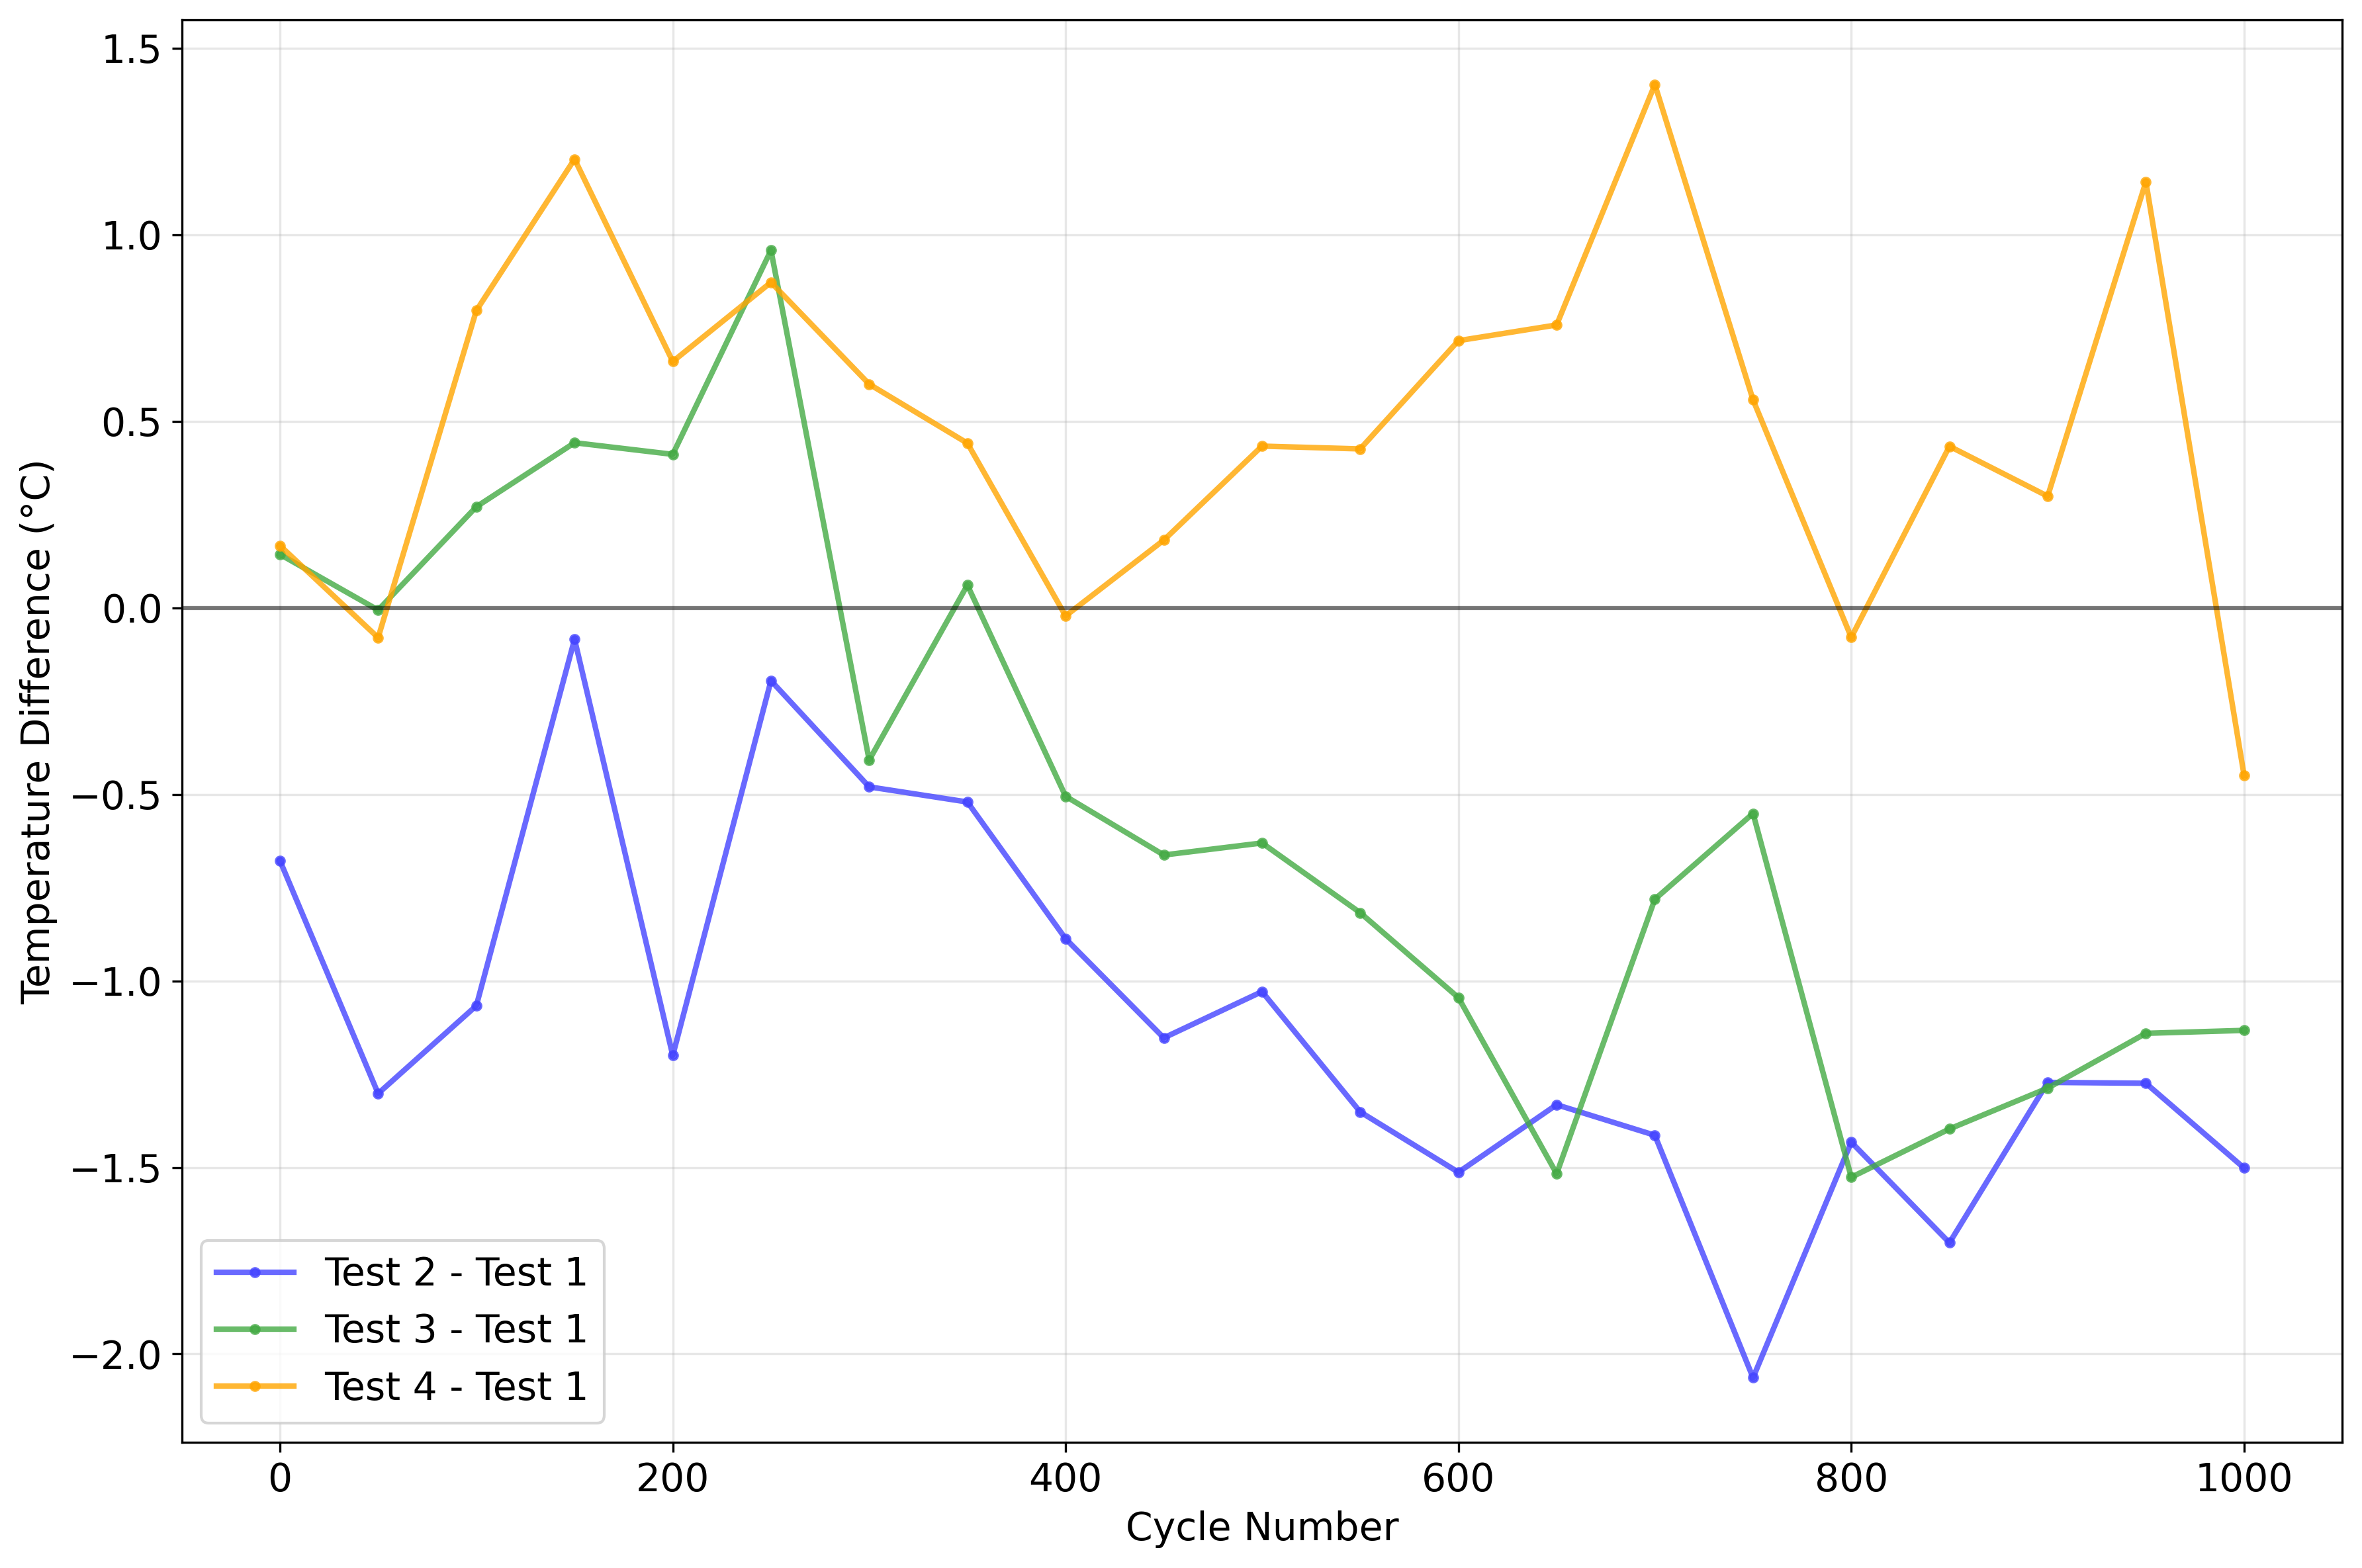 1.5
1.0
0.5
0.0
−0.5
−1.0
−1.5
−2.0
Temperature Difference (°C)
Test 2 - Test 1
Test 3 - Test 1
Test 4 - Test 1
0 200 400 600 800 1000
Cycle Number